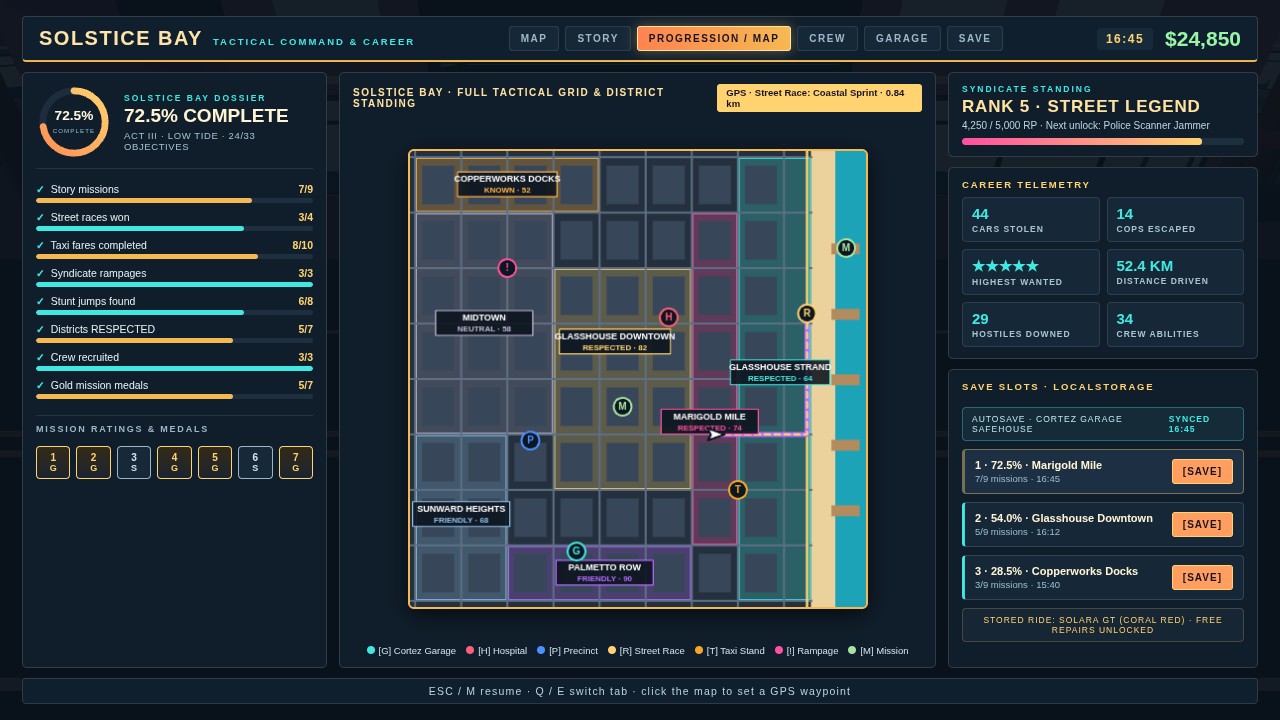 SOLSTICE BAY TACTICAL COMMAND & CAREER
MAP STORY PROGRESSION / MAP CREW GARAGE SAVE
16:45 $24,850
72.5%
COMPLETE
SOLSTICE BAY DOSSIER
72.5% COMPLETE
ACT III · LOW TIDE · 24/33
OBJECTIVES
✓ Story missions 7/9
✓ Street races won 3/4
✓ Taxi fares completed 8/10
✓ Syndicate rampages 3/3
✓ Stunt jumps found 6/8
✓ Districts RESPECTED 5/7
✓ Crew recruited 3/3
✓ Gold mission medals 5/7
MISSION RATINGS & MEDALS
1 2 3 4 5 6 7
G G S G G S G
SOLSTICE BAY · FULL TACTICAL GRID & DISTRICT
STANDING
GPS · Street Race: Coastal Sprint · 0.84
km
COPPERWORKS DOCKS
KNOWN · 52
M
!
MIDTOWN
NEUTRAL · 58
H
R
GLASSHOUSE DOWNTOWN
RESPECTED · 82
GLASSHOUSE STRAND
RESPECTED · 64
M
MARIGOLD MILE
RESPECTED · 74
P
T
SUNWARD HEIGHTS
FRIENDLY · 68
G
PALMETTO ROW
FRIENDLY · 90
[G] Cortez Garage [H] Hospital [P] Precinct [R] Street Race [T] Taxi Stand [!] Rampage [M] Mission
SYNDICATE STANDING
RANK 5 · STREET LEGEND
4,250 / 5,000 RP · Next unlock: Police Scanner Jammer
CAREER TELEMETRY
44
CARS STOLEN
14
COPS ESCAPED
★★★★★
HIGHEST WANTED
52.4 KM
DISTANCE DRIVEN
29
HOSTILES DOWNED
34
CREW ABILITIES
SAVE SLOTS · LOCALSTORAGE
AUTOSAVE · CORTEZ GARAGE
SAFEHOUSE
SYNCED
16:45
1 · 72.5% · Marigold Mile
7/9 missions · 16:45
[SAVE]
2 · 54.0% · Glasshouse Downtown
5/9 missions · 16:12
[SAVE]
3 · 28.5% · Copperworks Docks
3/9 missions · 15:40
[SAVE]
STORED RIDE: SOLARA GT (CORAL RED) · FREE
REPAIRS UNLOCKED
ESC / M resume · Q / E switch tab · click the map to set a GPS waypoint